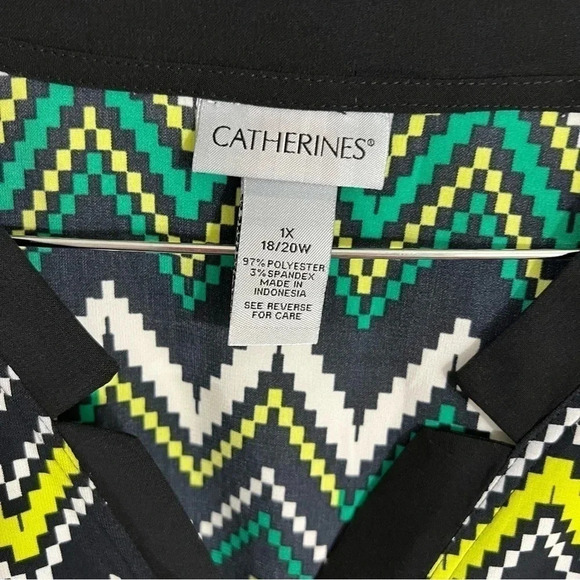 CATHERINES®
1X
18/20W
97% POLYESTER
3% SPANDEX
MADE IN
INDONESIA
SEE REVERSE
FOR CARE